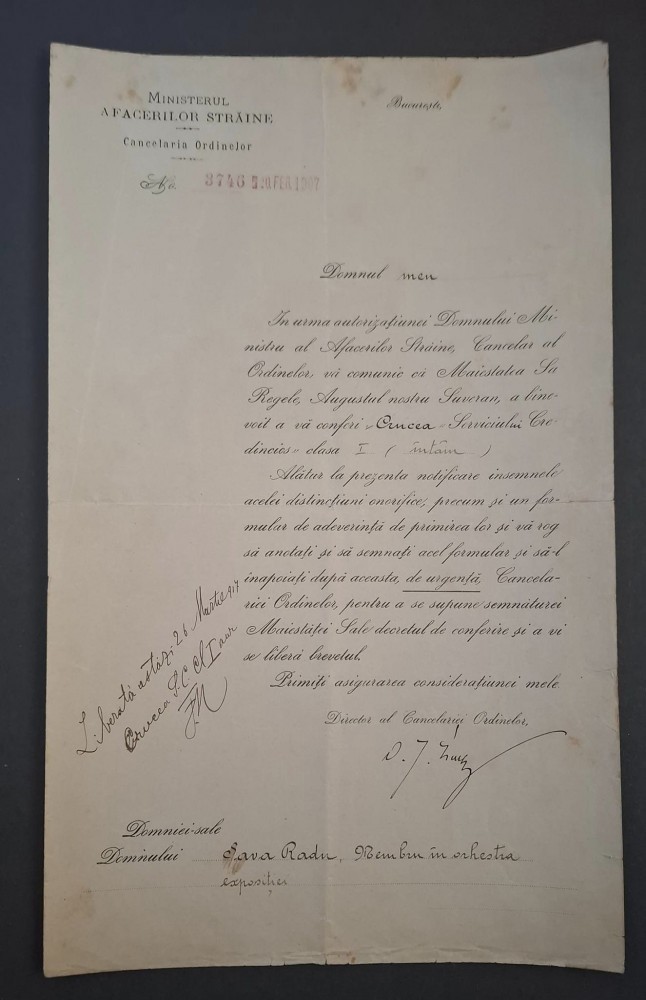 MINISTERUL
AFACERILOR STRĂINE
Cancelaria Ordinelor
No. 3746 20 FEB. 1907
Bucureşti,
Domnul meu
In urma autorizaţiunei Domnului Mi-
nistru al Afacerilor Străine, Cancelar al
Ordinelor, vă comunic că Maiestatea Sa
Regele, Augustul nostru Suveran, a bine-
voit a vă conferi „Crucea „Serviciului Cre-
dincios" clasa I (întâia)
Alătur la prezenta notificare insemnele
acelei distincţiuni onorifice, precum şi un for-
mular de adeverinţă de primirea lor şi vă rog
să anotaţi şi să semnaţi acel formular şi să-l
inapoiaţi după aceasta, de urgenţă, Cancela-
riei Ordinelor, pentru a se supune semnăturei
Maiestăţei Sale decretul de conferire şi a vi
se liberà brevetul.
Primiţi asigurarea consideraţiunei mele.
Director al Cancelariei Ordinelor,
Liberată astăzi 26 Martie 917
Crucea S.C. cl I
Domniei-sale
Domnului Sava Radu, Membru în orhestra
expoziţiei